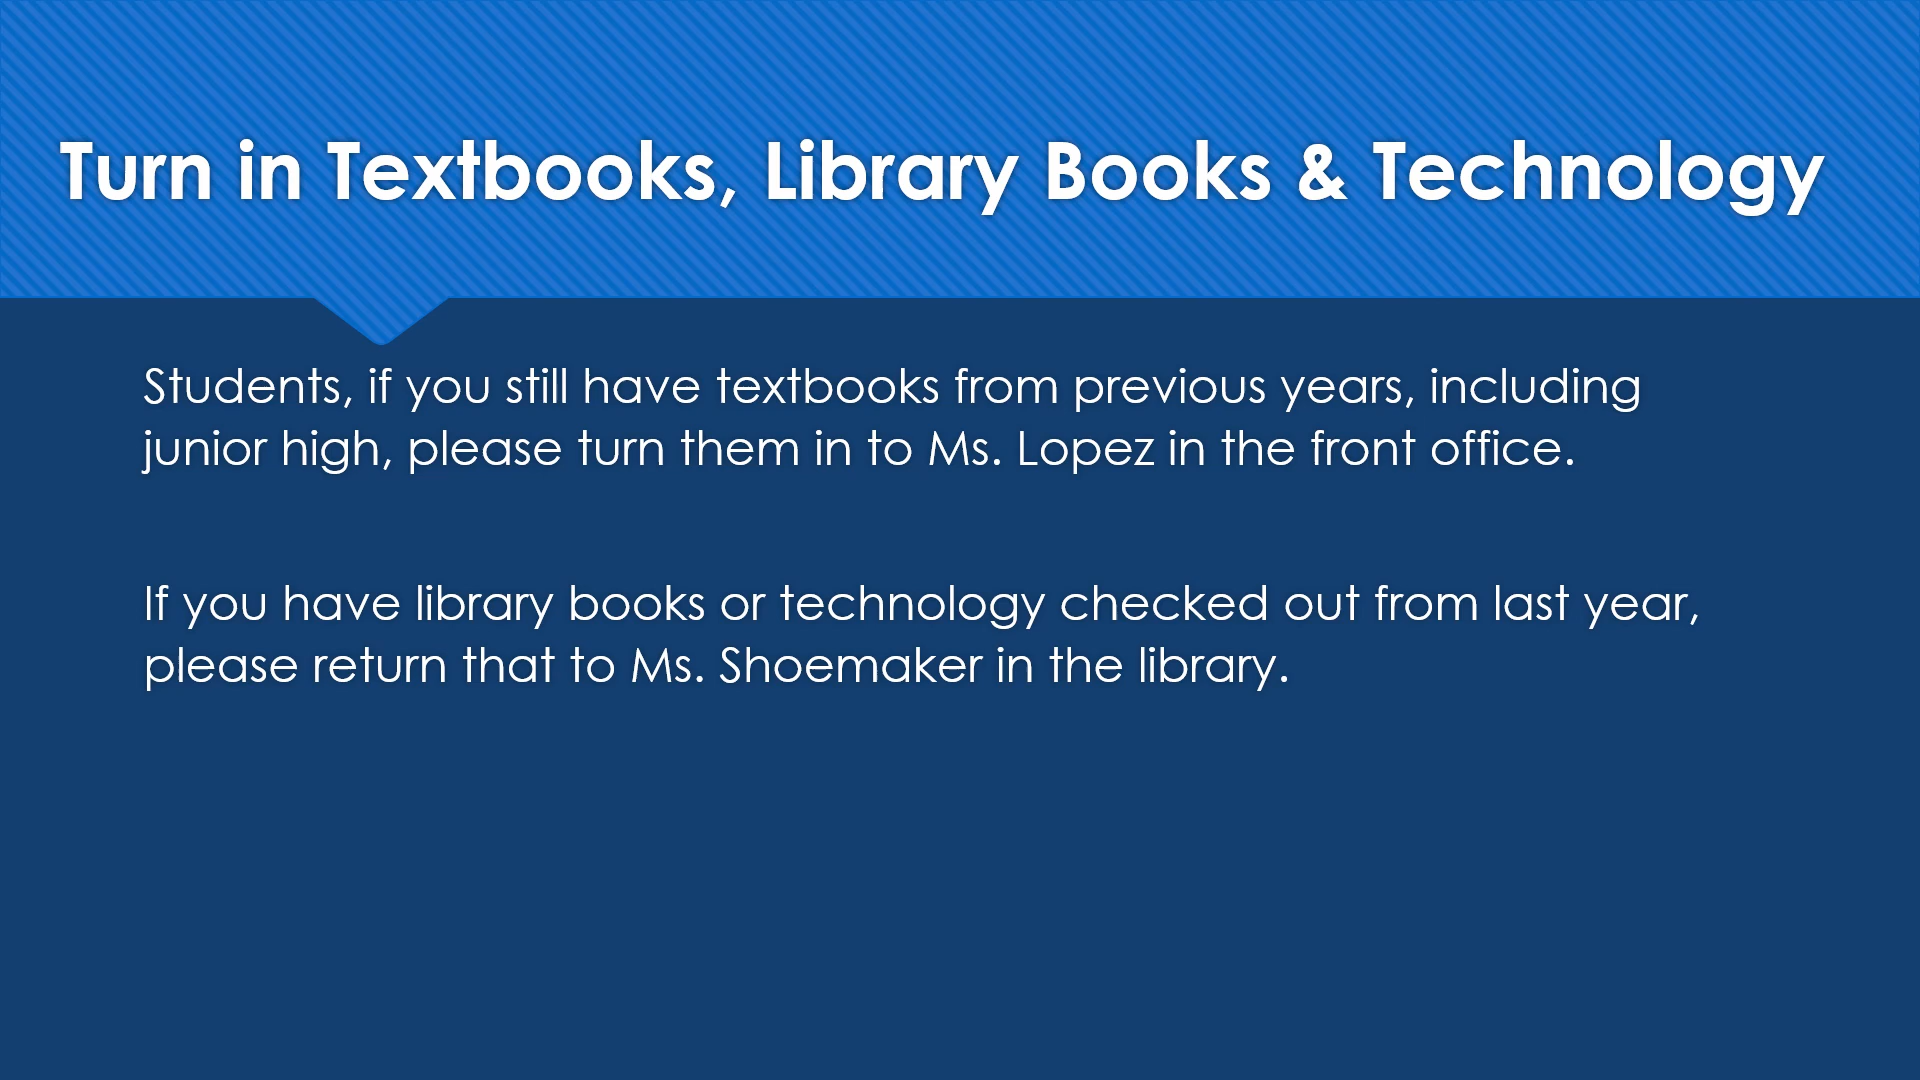 Turn in Textbooks, Library Books & Technology
Students, if you still have textbooks from previous years, including
junior high, please turn them in to Ms. Lopez in the front office.
If you have library books or technology checked out from last year,
please return that to Ms. Shoemaker in the library.